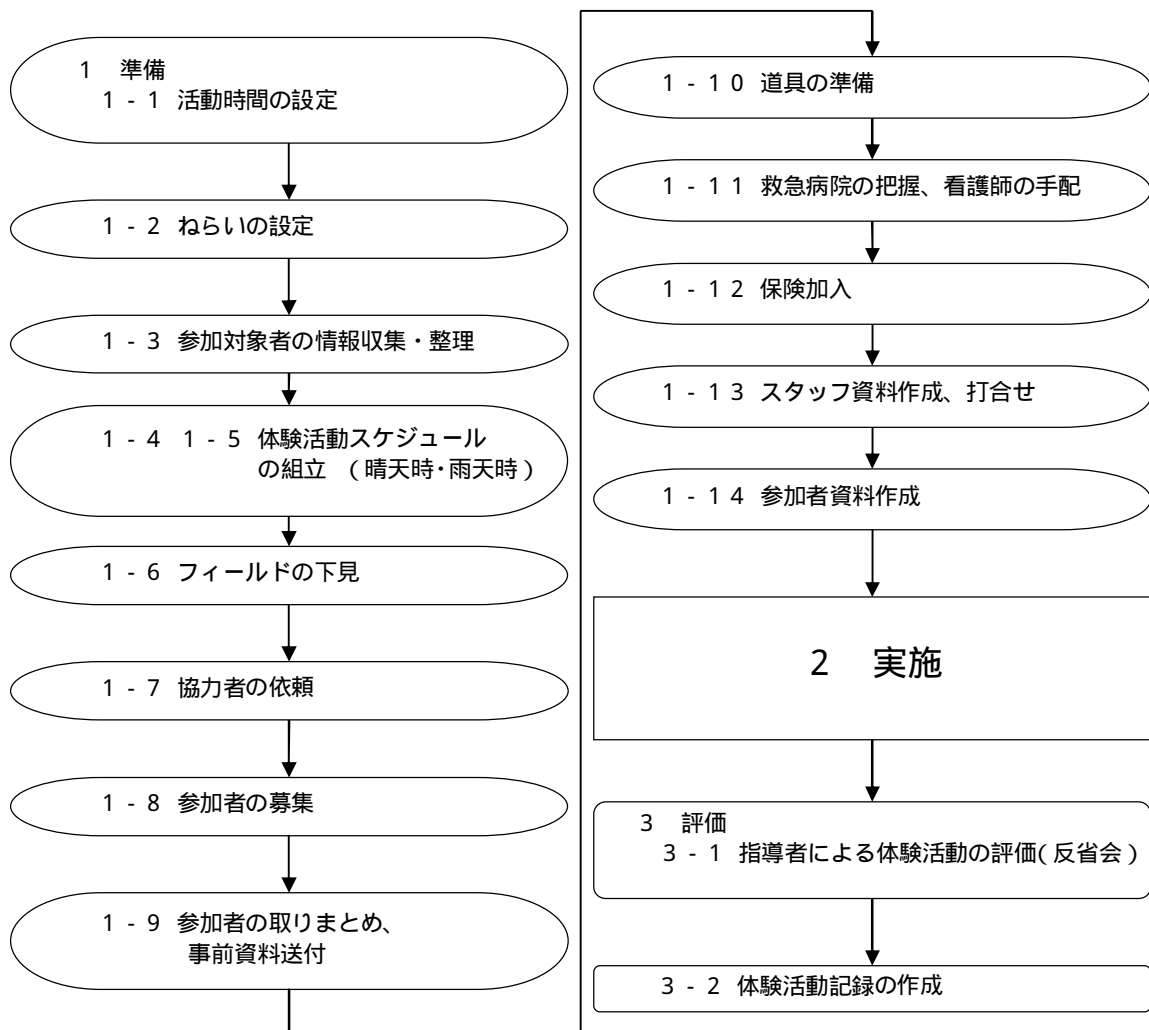 1 準備
1-1 活動時間の設定
1-2 ねらいの設定
1-3 参加対象者の情報収集・整理
1-4 1-5 体験活動スケジュール
の組立 (晴天時・雨天時)
1-6 フィールドの下見
1-7 協力者の依頼
1-8 参加者の募集
1-9 参加者の取りまとめ、
事前資料送付
1-10 道具の準備
1-11 救急病院の把握、看護師の手配
1-12 保険加入
1-13 スタッフ資料作成、打合せ
1-14 参加者資料作成
2 実施
3 評価
3-1 指導者による体験活動の評価(反省会)
3-2 体験活動記録の作成